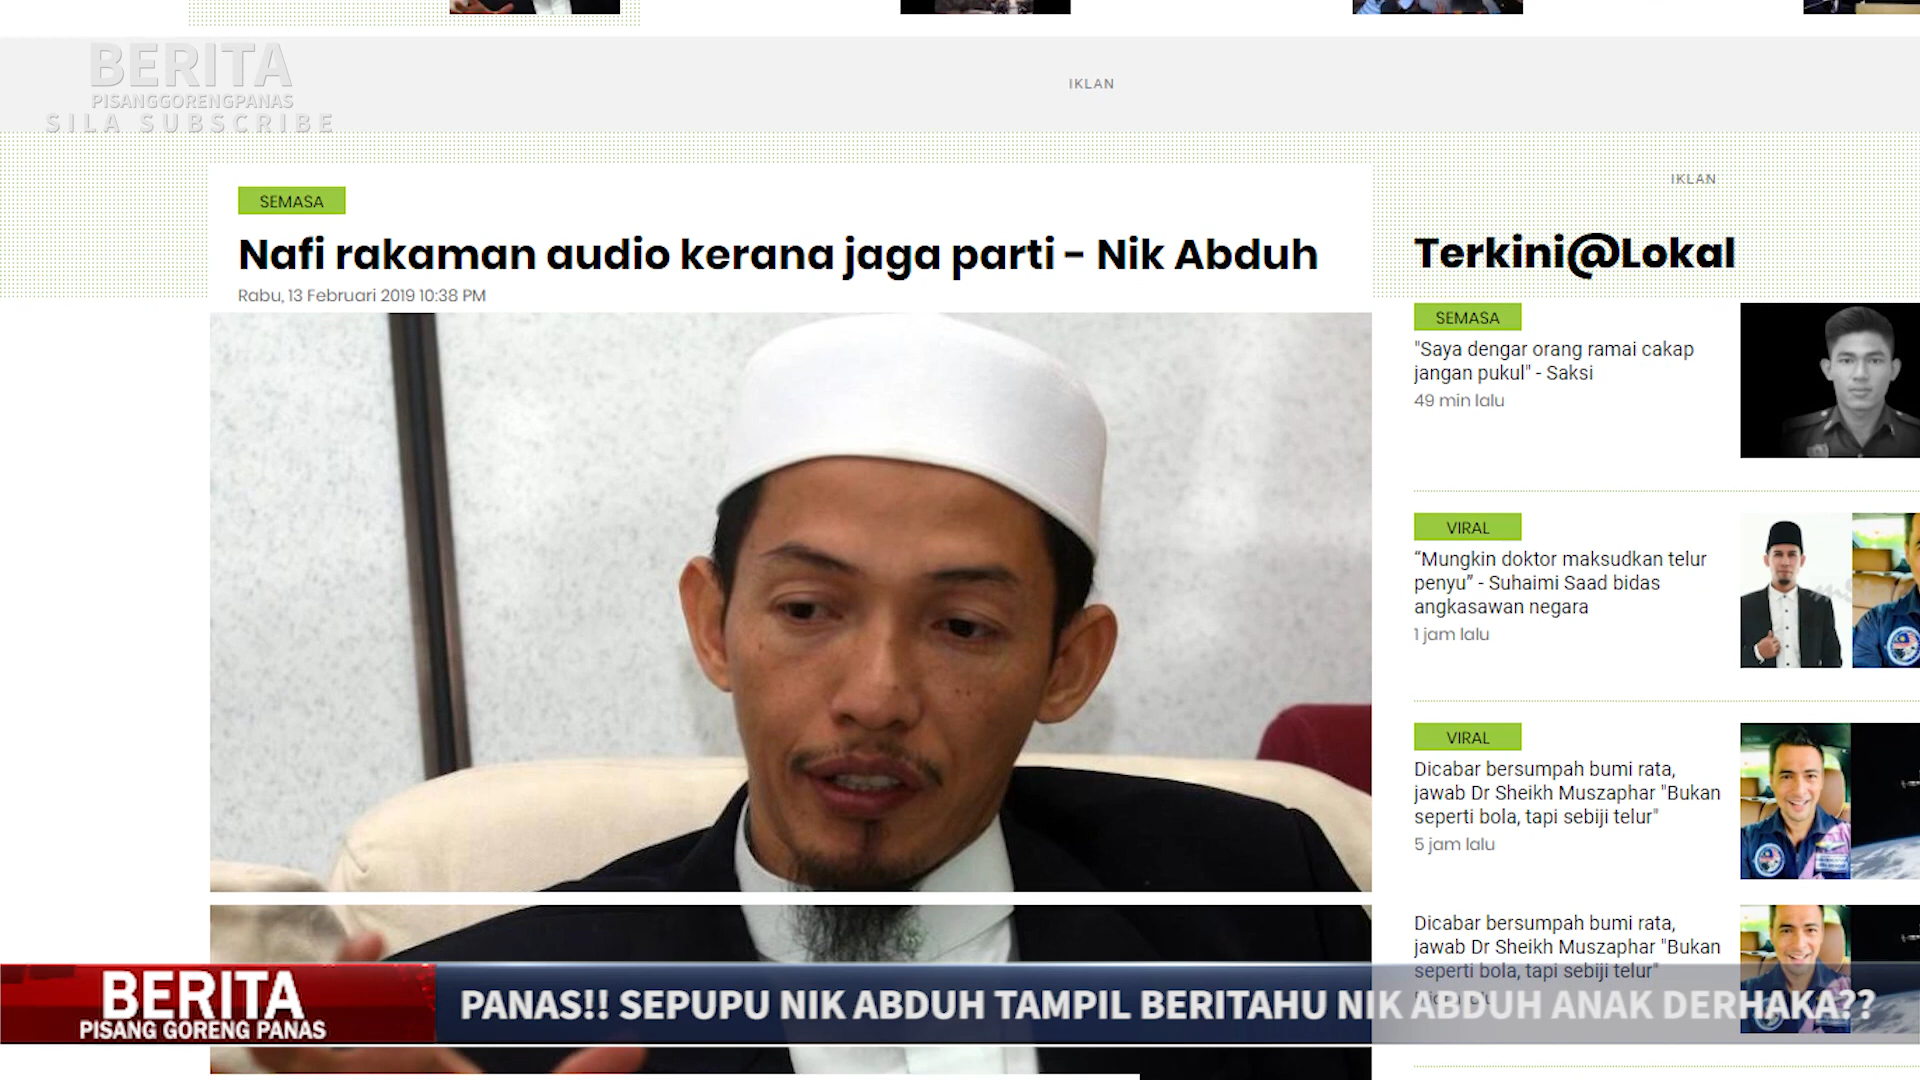 BERITA
PISANGGORENGPANAS
SILA SUBSCRIBE
IKLAN
SEMASA
Nafi rakaman audio kerana jaga parti - Nik Abduh
Rabu, 13 Februari 2019 10:38 PM
IKLAN
Terkini@Lokal
SEMASA
"Saya dengar orang ramai cakap
jangan pukul" - Saksi
49 min lalu
VIRAL
“Mungkin doktor maksudkan telur
penyu” - Suhaimi Saad bidas
angkasawan negara
1 jam lalu
VIRAL
Dicabar bersumpah bumi rata,
jawab Dr Sheikh Muszaphar "Bukan
seperti bola, tapi sebiji telur"
5 jam lalu
Dicabar bersumpah bumi rata,
jawab Dr Sheikh Muszaphar "Bukan
seperti bola, tapi sebiji telur"
BERITA
PISANG GORENG PANAS
PANAS!! SEPUPU NIK ABDUH TAMPIL BERITAHU NIK ABDUH ANAK DERHAKA??